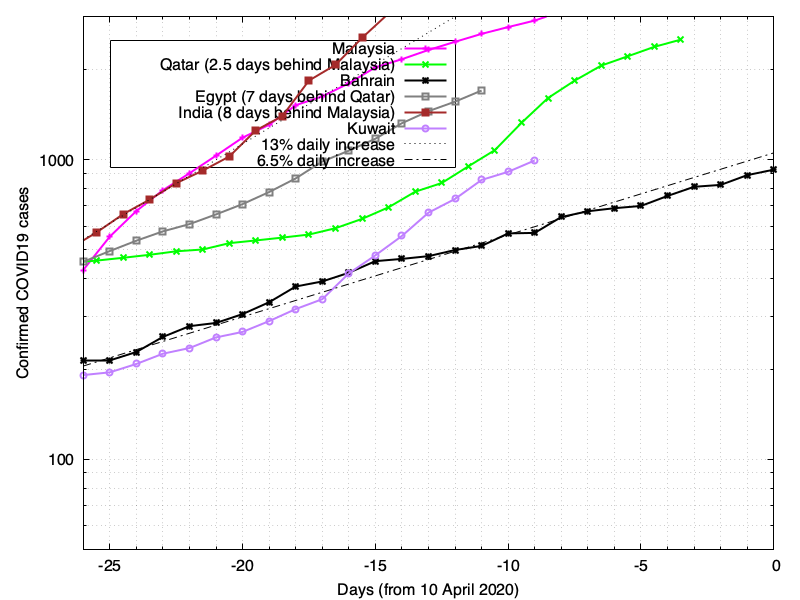 Malaysia
Qatar (2.5 days behind Malaysia)
Bahrain
Egypt (7 days behind Qatar)
India (8 days behind Malaysia)
Kuwait
13% daily increase
6.5% daily increase
1000
100
Confirmed COVID19 cases
-25 -20 -15 -10 -5 0
Days (from 10 April 2020)